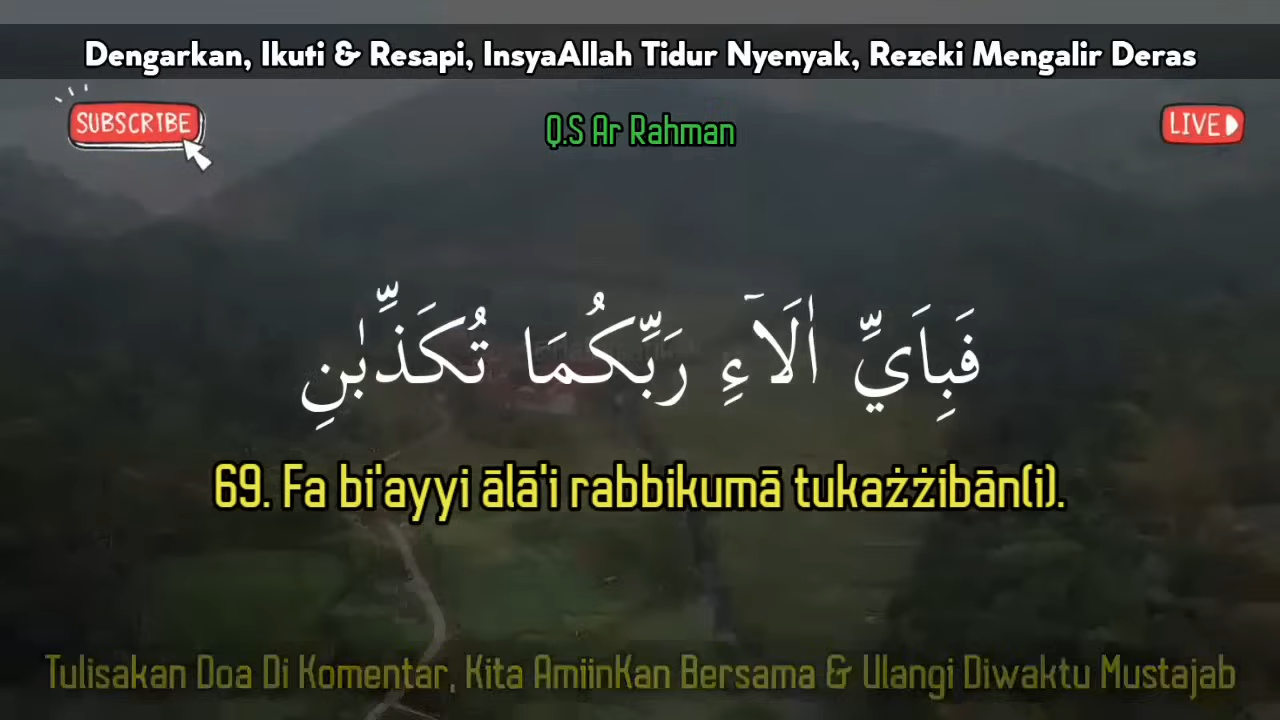 Dengarkan, Ikuti & Resapi, InsyaAllah Tidur Nyenyak, Rezeki Mengalir Deras
SUBSCRIBE
LIVE
Q.S Ar Rahman
فَبِاَيِّ اٰلَاۤءِ رَبِّكُمَا تُكَذِّبٰنِ
69. Fa bi'ayyi ālā'i rabbikumā tukażżibān(i).
Tulisakan Doa Di Komentar, Kita AmiinKan Bersama & Ulangi Diwaktu Mustajab